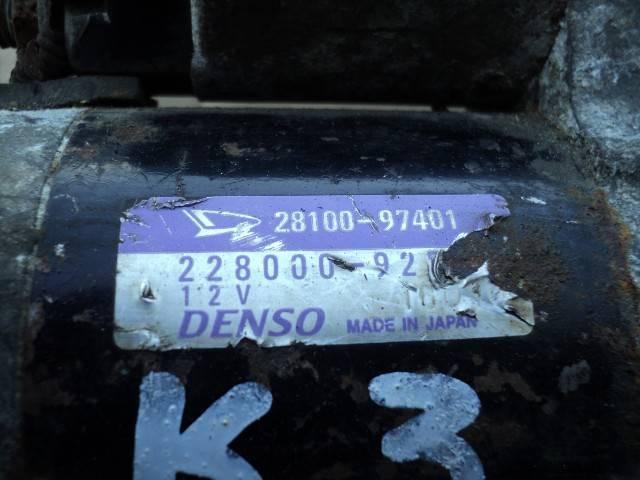 28100-97401
228000-92
12V
DENSO MADE IN JAPAN
K3